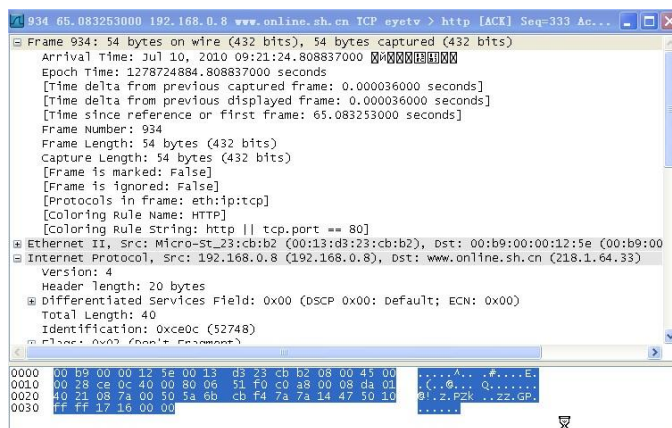 934 65.083253000 192.168.0.8 www.online.sh.cn TCP eyetv > http [ACK] Seq=333 Ac...
Frame 934: 54 bytes on wire (432 bits), 54 bytes captured (432 bits)
Arrival Time: Jul 10, 2010 09:21:24.808837000
Epoch Time: 1278724884.808837000 seconds
[Time delta from previous captured frame: 0.000036000 seconds]
[Time delta from previous displayed frame: 0.000036000 seconds]
[Time since reference or first frame: 65.083253000 seconds]
Frame Number: 934
Frame Length: 54 bytes (432 bits)
Capture Length: 54 bytes (432 bits)
[Frame is marked: False]
[Frame is ignored: False]
[Protocols in frame: eth:ip:tcp]
[Coloring Rule Name: HTTP]
[Coloring Rule String: http || tcp.port == 80]
Ethernet II, Src: Micro-St_23:cb:b2 (00:13:d3:23:cb:b2), Dst: 00:b9:00:00:12:5e (00:b9:00
Internet Protocol, Src: 192.168.0.8 (192.168.0.8), Dst: www.online.sh.cn (218.1.64.33)
Version: 4
Header length: 20 bytes
Differentiated Services Field: 0x00 (DSCP 0x00: Default; ECN: 0x00)
Total Length: 40
Identification: 0xce0c (52748)
Flags: 0x02 (Don't Fragment)
0000 00 b9 00 00 12 5e 00 13 d3 23 cb b2 08 00 45 00 .....^.. .#....E.
0010 00 28 ce 0c 40 00 80 06 51 f0 c0 a8 00 08 da 01 .(..@... Q.......
0020 40 21 08 7a 00 50 5a 6b cb f4 7a 7a 14 47 50 10 @!.z.PZk ..zz.GP.
0030 ff ff 17 16 00 00 ......